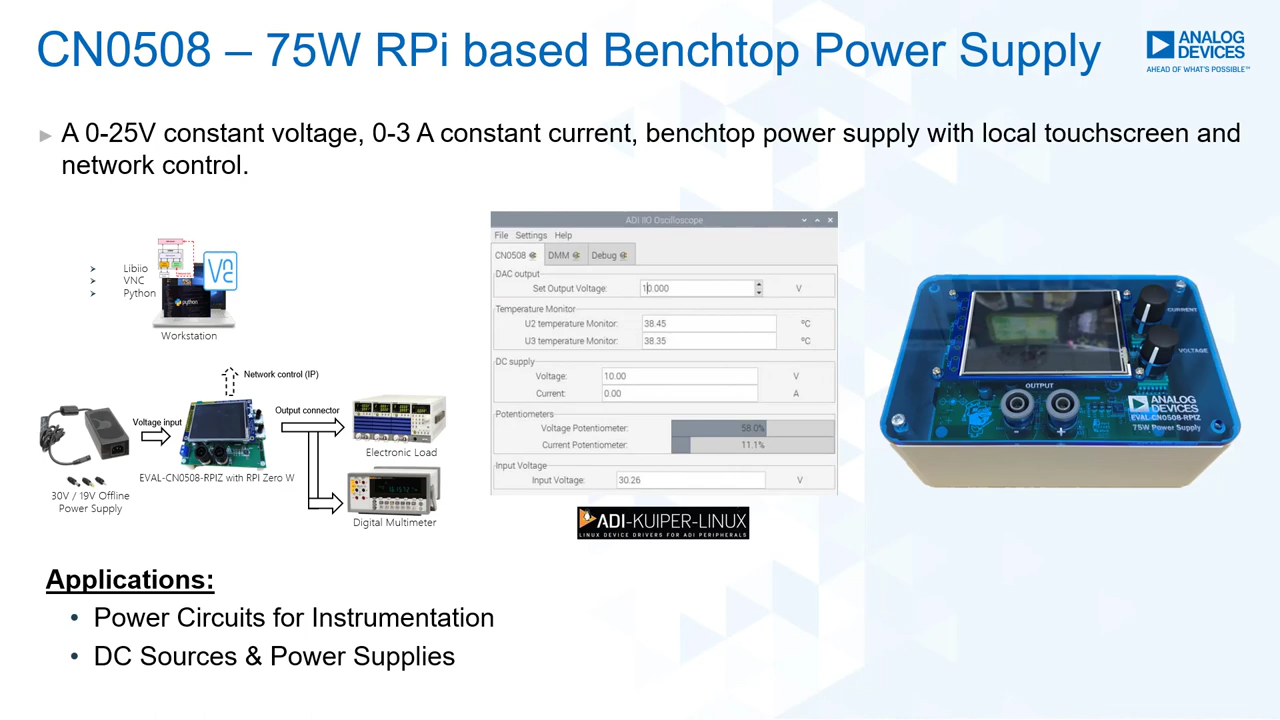 CN0508 – 75W RPi based Benchtop Power Supply
ANALOG
DEVICES
AHEAD OF WHAT'S POSSIBLE™
A 0-25V constant voltage, 0-3 A constant current, benchtop power supply with local touchscreen and
network control.
Libiio
VNC
Python
python
Workstation
Network control (IP)
Voltage input
Output connector
Electronic Load
EVAL-CN0508-RPIZ with RPI Zero W
30V / 19V Offline
Power Supply
Digital Multimeter
ADI IIO Oscilloscope
File Settings Help
CN0508 DMM Debug
DAC output
Set Output Voltage: 10.000 V
Temperature Monitor
U2 temperature Monitor: 38.45 ºC
U3 temperature Monitor: 38.35 ºC
DC supply
Voltage: 10.00 V
Current: 0.00 A
Potentiometers
Voltage Potentiometer: 58.0%
Current Potentiometer: 11.1%
Input Voltage
Input Voltage: 30.26 V
ADI-KUIPER-LINUX
LINUX DEVICE DRIVERS FOR ADI PERIPHERALS
CURRENT
VOLTAGE
OUTPUT
- +
ANALOG
DEVICES
EVAL-CN0508-RPIZ
75W Power Supply
Applications:
• Power Circuits for Instrumentation
• DC Sources & Power Supplies